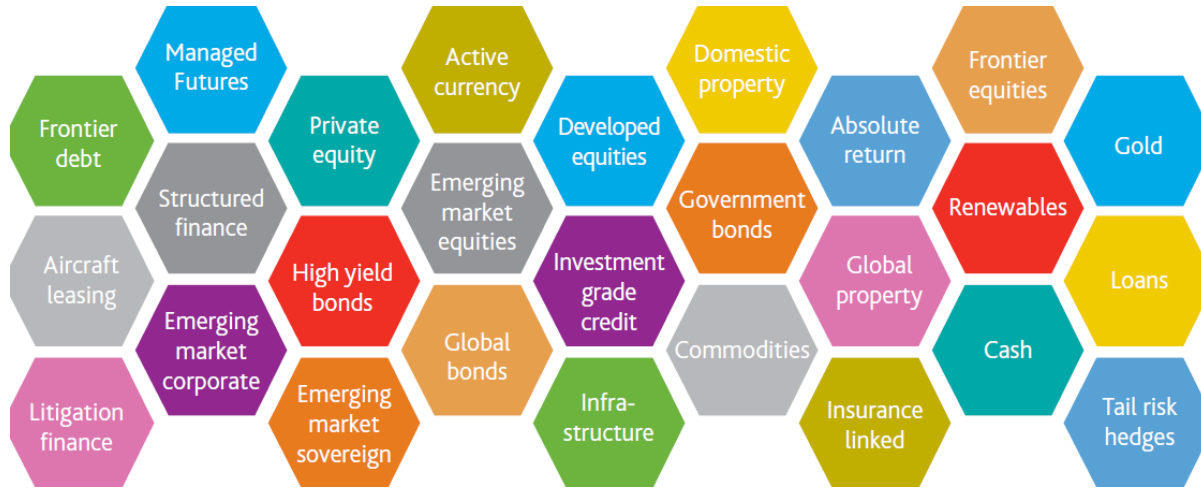 Managed
Futures
Active
currency
Domestic
property
Frontier
equities
Frontier
debt
Private
equity
Developed
equities
Absolute
return
Gold
Structured
finance
Emerging
market
equities
Government
bonds
Renewables
Aircraft
leasing
High yield
bonds
Investment
grade
credit
Global
property
Loans
Emerging
market
corporate
Global
bonds
Commodities
Cash
Litigation
finance
Emerging
market
sovereign
Infra-
structure
Insurance
linked
Tail risk
hedges